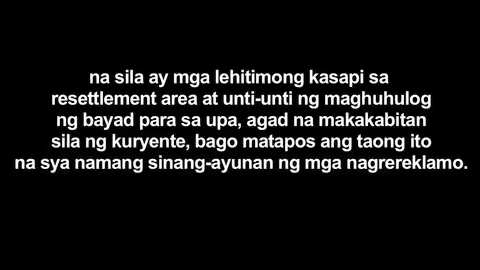 na sila ay mga lehitimong kasapi sa
resettlement area at unti-unti ng maghuhulog
ng bayad para sa upa, agad na makakabitan
sila ng kuryente, bago matapos ang taong ito
na sya namang sinang-ayunan ng mga nagrereklamo.